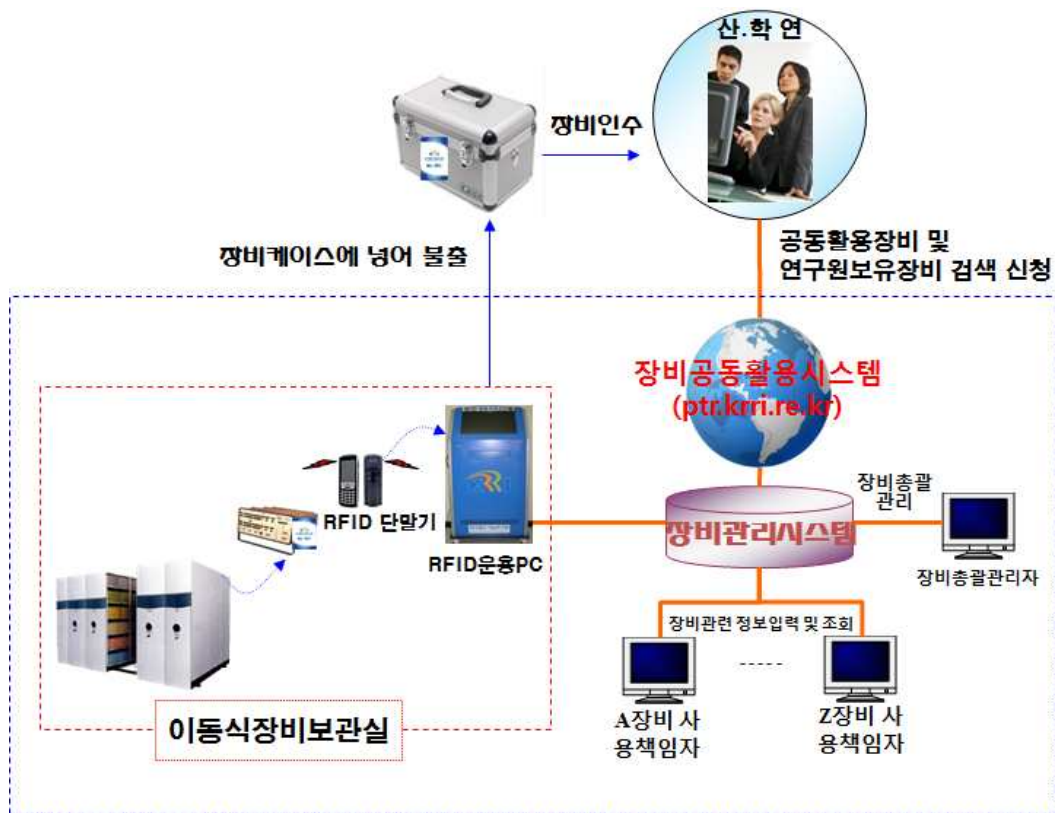 산.학 연
장비인수
장비케이스에 넣어 불출
공동활용장비 및
연구원보유장비 검색 신청
장비공동활용시스템
(ptr.krri.re.kr)
장비총괄
관리
RFID 단말기
장비관리시스템
RFID운용PC
장비총괄관리자
장비관련 정보입력 및 조회
-----
A장비 사
용책임자
Z장비 사
용책임자
이동식장비보관실